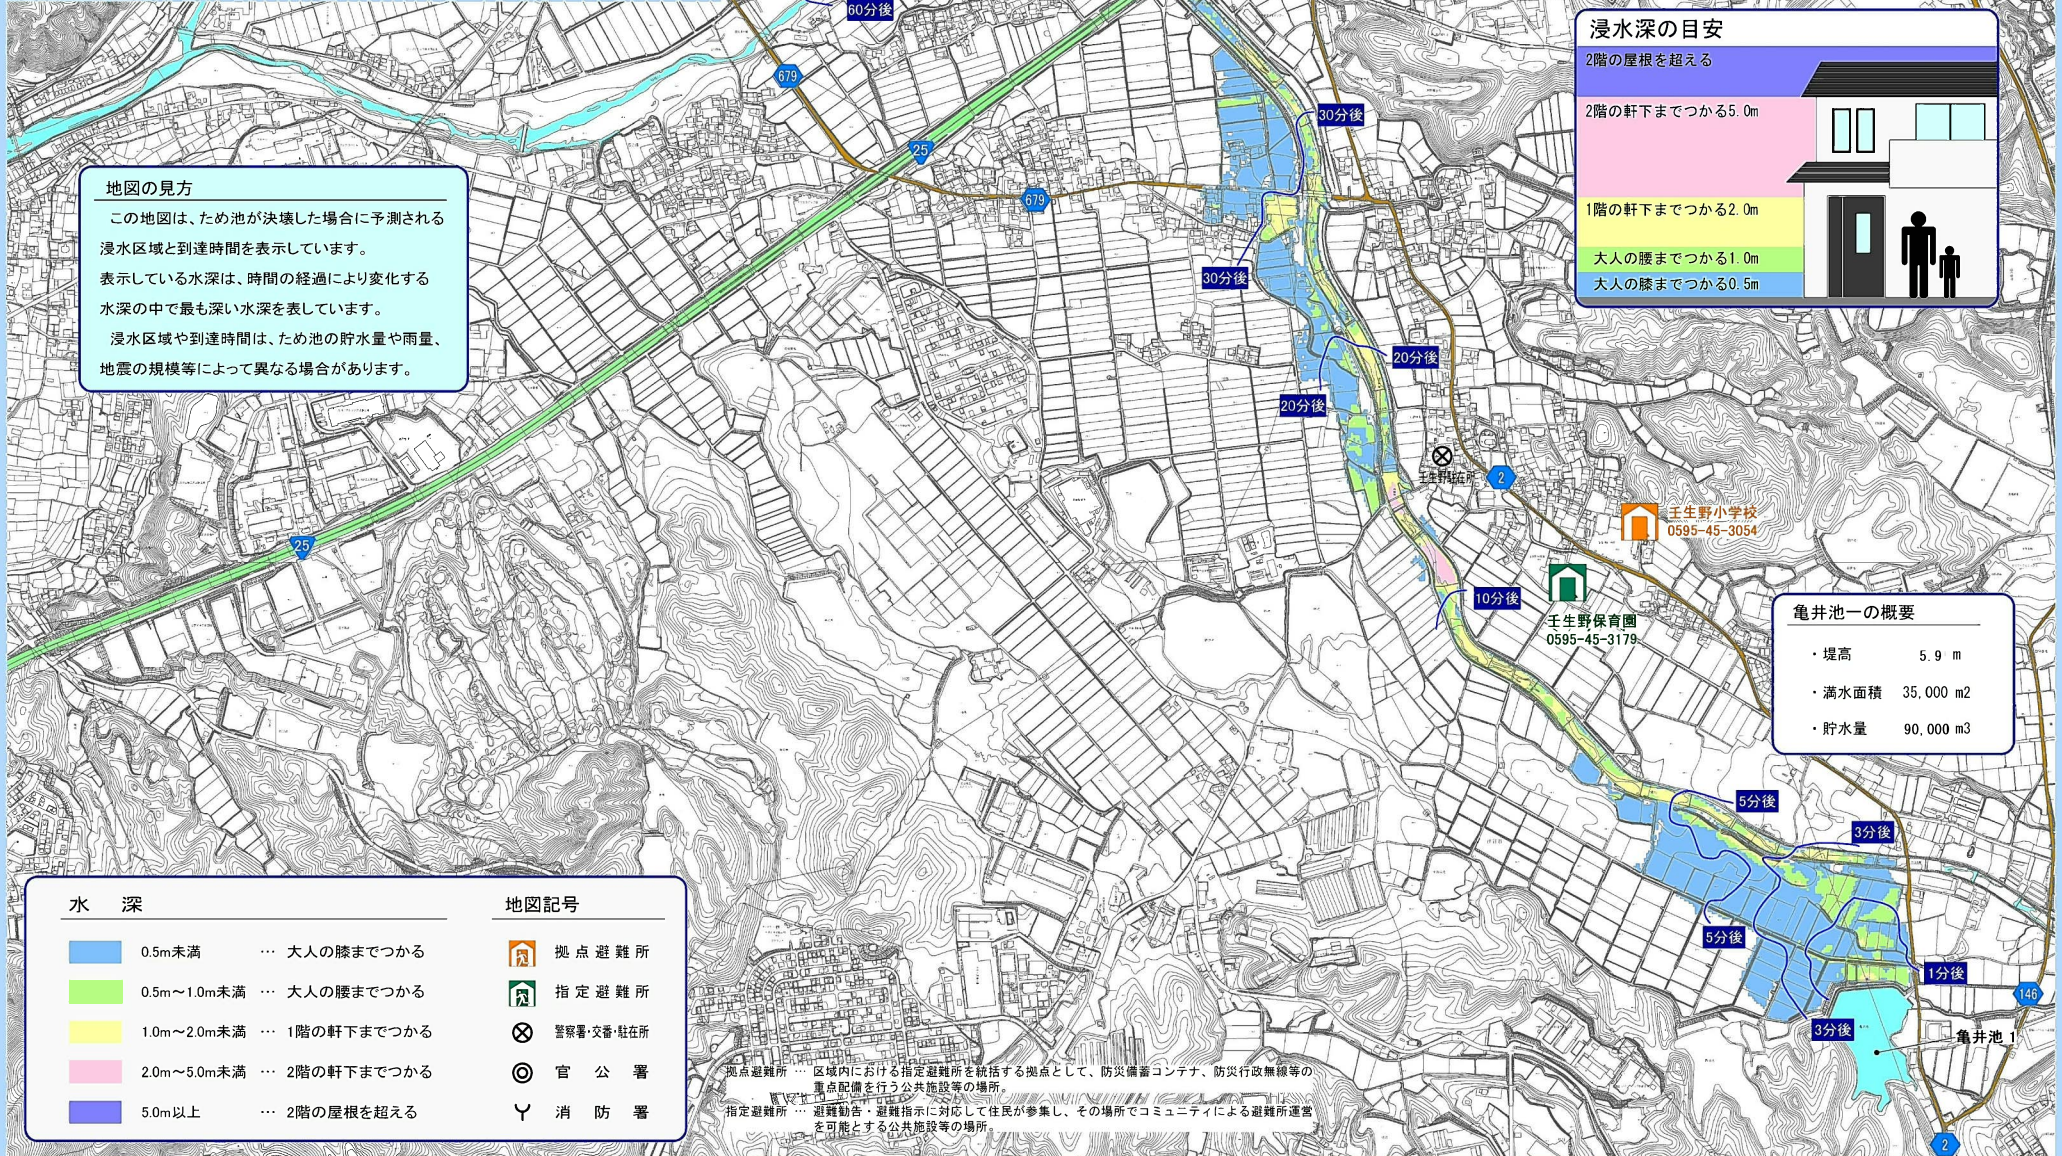 60分後
679
25
679
30分後
30分後
20分後
20分後
浸水深の目安
2階の屋根を超える
2階の軒下までつかる5.0m
1階の軒下までつかる2.0m
大人の腰までつかる1.0m
大人の膝までつかる0.5m
地図の見方
この地図は、ため池が決壊した場合に予測される
浸水区域と到達時間を表示しています。
表示している水深は、時間の経過により変化する
水深の中で最も深い水深を表しています。
浸水区域や到達時間は、ため池の貯水量や雨量、
地震の規模等によって異なる場合があります。
壬生野駐在所
2
壬生野小学校
0595-45-3054
25
10分後
壬生野保育園
0595-45-3179
亀井池一の概要
・堤高 5.9 m
・満水面積 35,000 m2
・貯水量 90,000 m3
5分後
3分後
5分後
1分後
3分後
146
亀井池 1
2
水 深
0.5m未満 … 大人の膝までつかる
0.5m~1.0m未満 … 大人の腰までつかる
1.0m~2.0m未満 … 1階の軒下までつかる
2.0m~5.0m未満 … 2階の軒下までつかる
5.0m以上 … 2階の屋根を超える
地図記号
拠点避難所
指定避難所
警察署・交番・駐在所
官公署
消防署
拠点避難所 … 区域内における指定避難所を統括する拠点として、防災備蓄コンテナ、防災行政無線等の
重点配備を行う公共施設等の場所。
指定避難所 … 避難勧告・避難指示に対応して住民が参集し、その場所でコミュニティによる避難所運営
を可能とする公共施設等の場所。